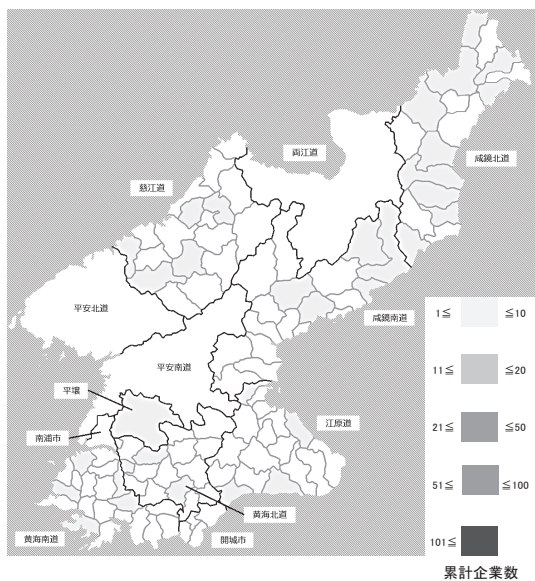 両江道
咸鏡北道
慈江道
平安北道
咸鏡南道
平安南道
平壌
南浦市
江原道
黄海北道
黄海南道
開城市
1≦ ≦10
11≦ ≦20
21≦ ≦50
51≦ ≦100
101≦
累計企業数